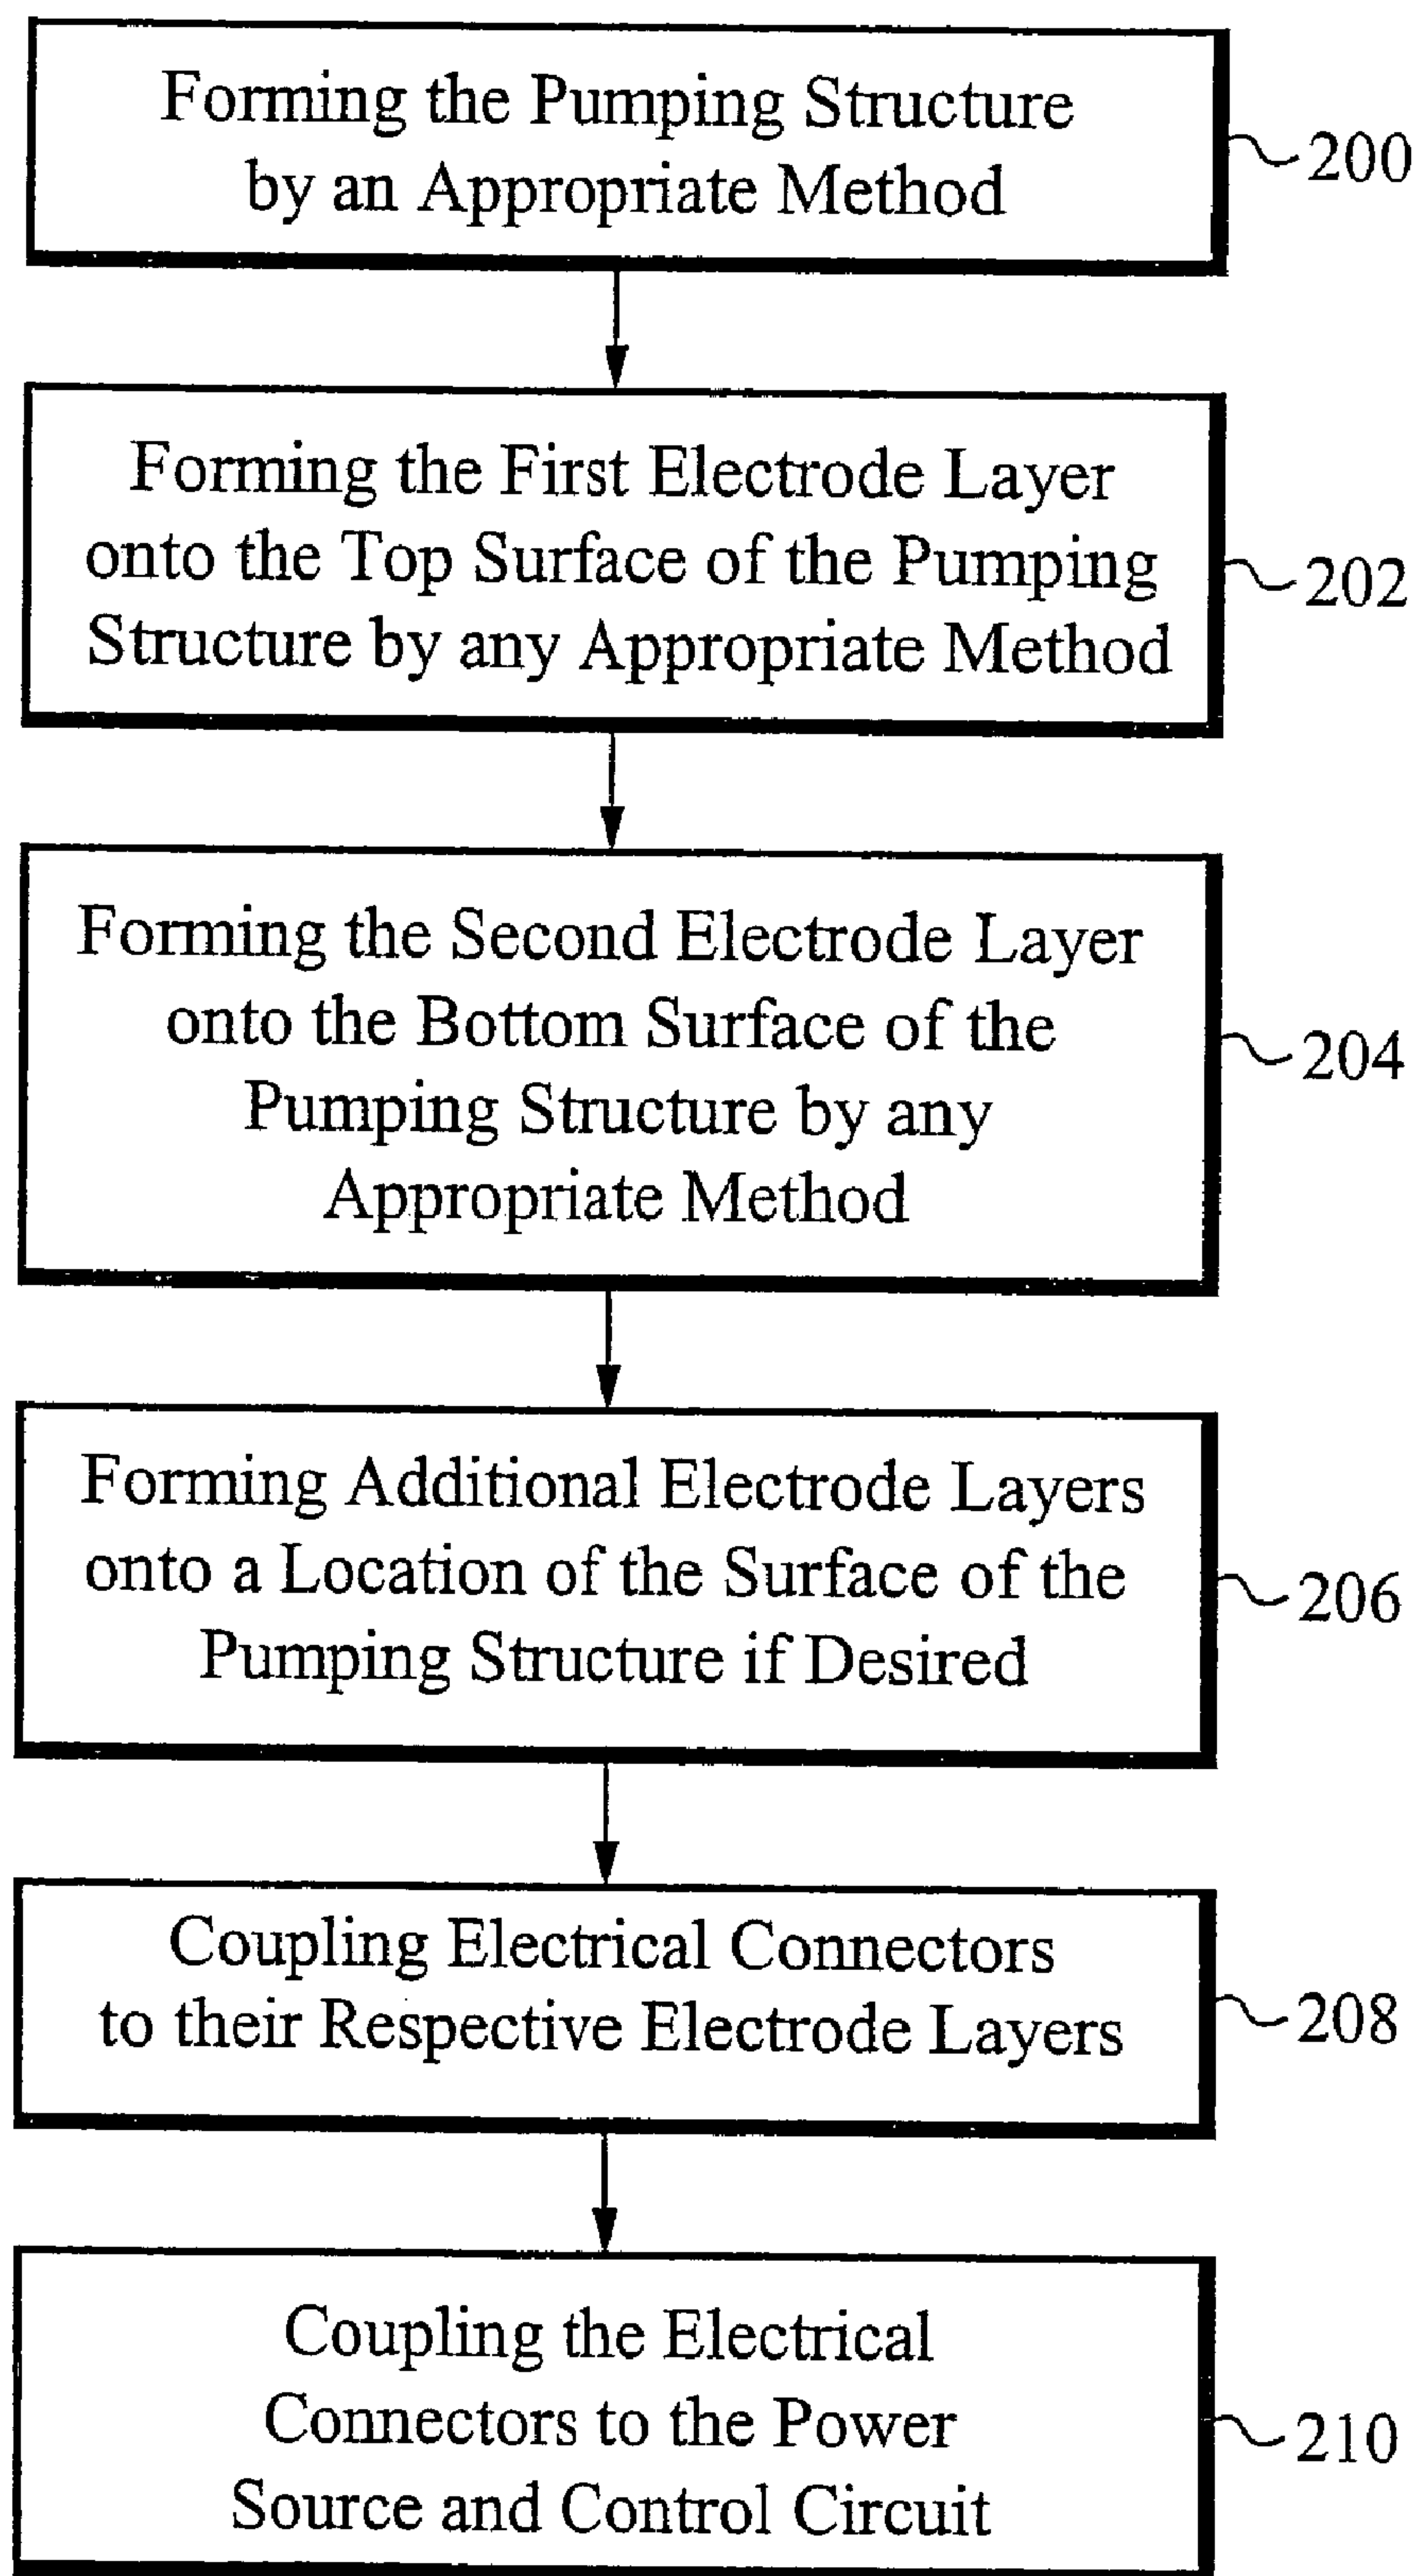 Forming the Pumping Structure
by an Appropriate Method
200
Forming the First Electrode Layer
onto the Top Surface of the Pumping
Structure by any Appropriate Method
202
Forming the Second Electrode Layer
onto the Bottom Surface of the
Pumping Structure by any
Appropriate Method
204
Forming Additional Electrode Layers
onto a Location of the Surface of the
Pumping Structure if Desired
206
Coupling Electrical Connectors
to their Respective Electrode Layers
208
Coupling the Electrical
Connectors to the Power
Source and Control Circuit
210